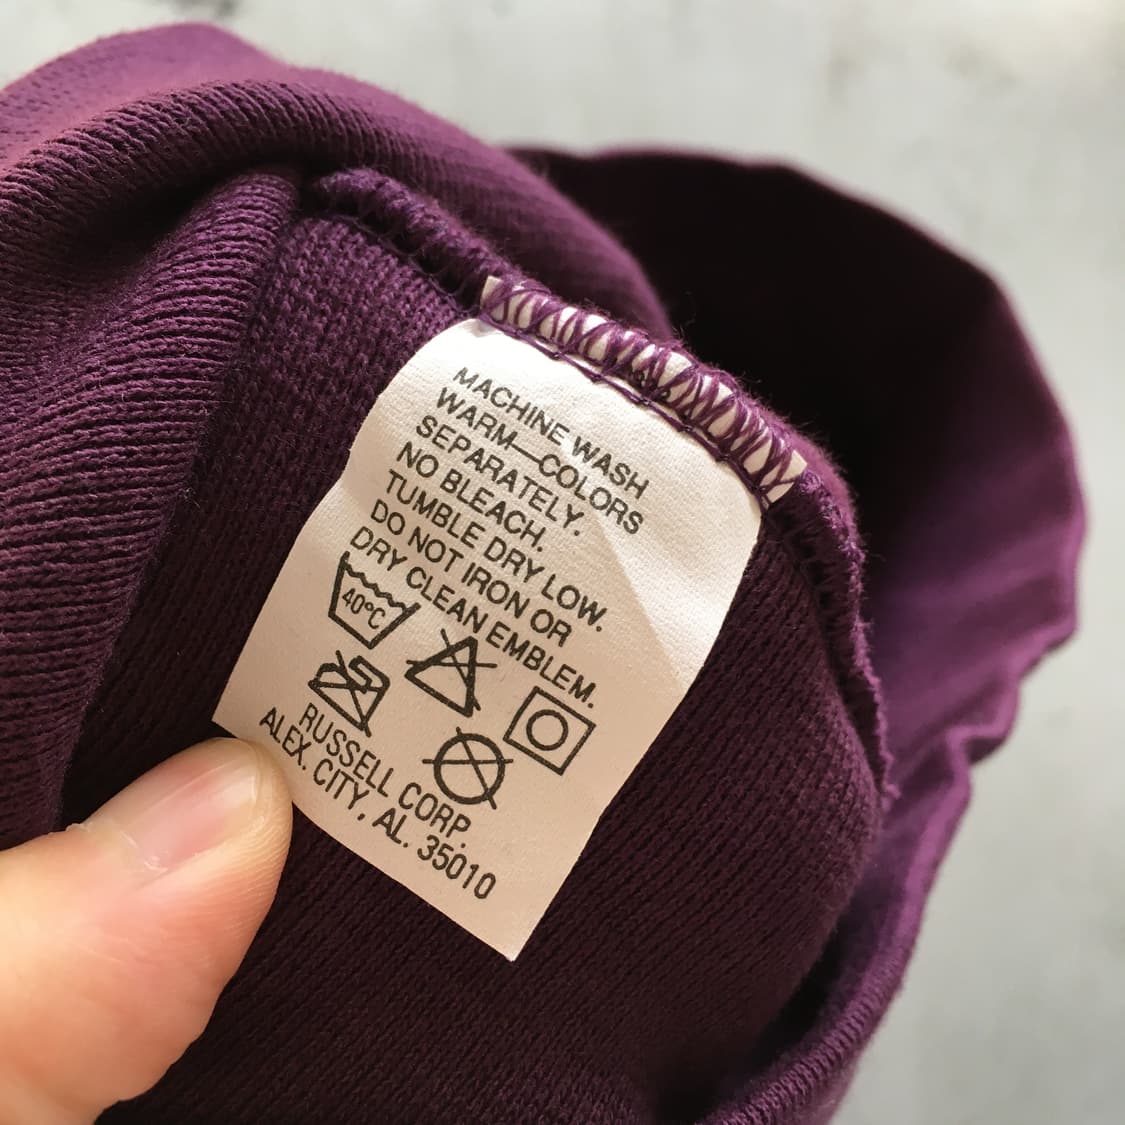 MACHINE WASH
WARM—COLORS
SEPARATELY.
NO BLEACH.
TUMBLE DRY LOW.
DO NOT IRON OR
DRY CLEAN EMBLEM.
40°C
RUSSELL CORP.
ALEX. CITY, AL. 35010